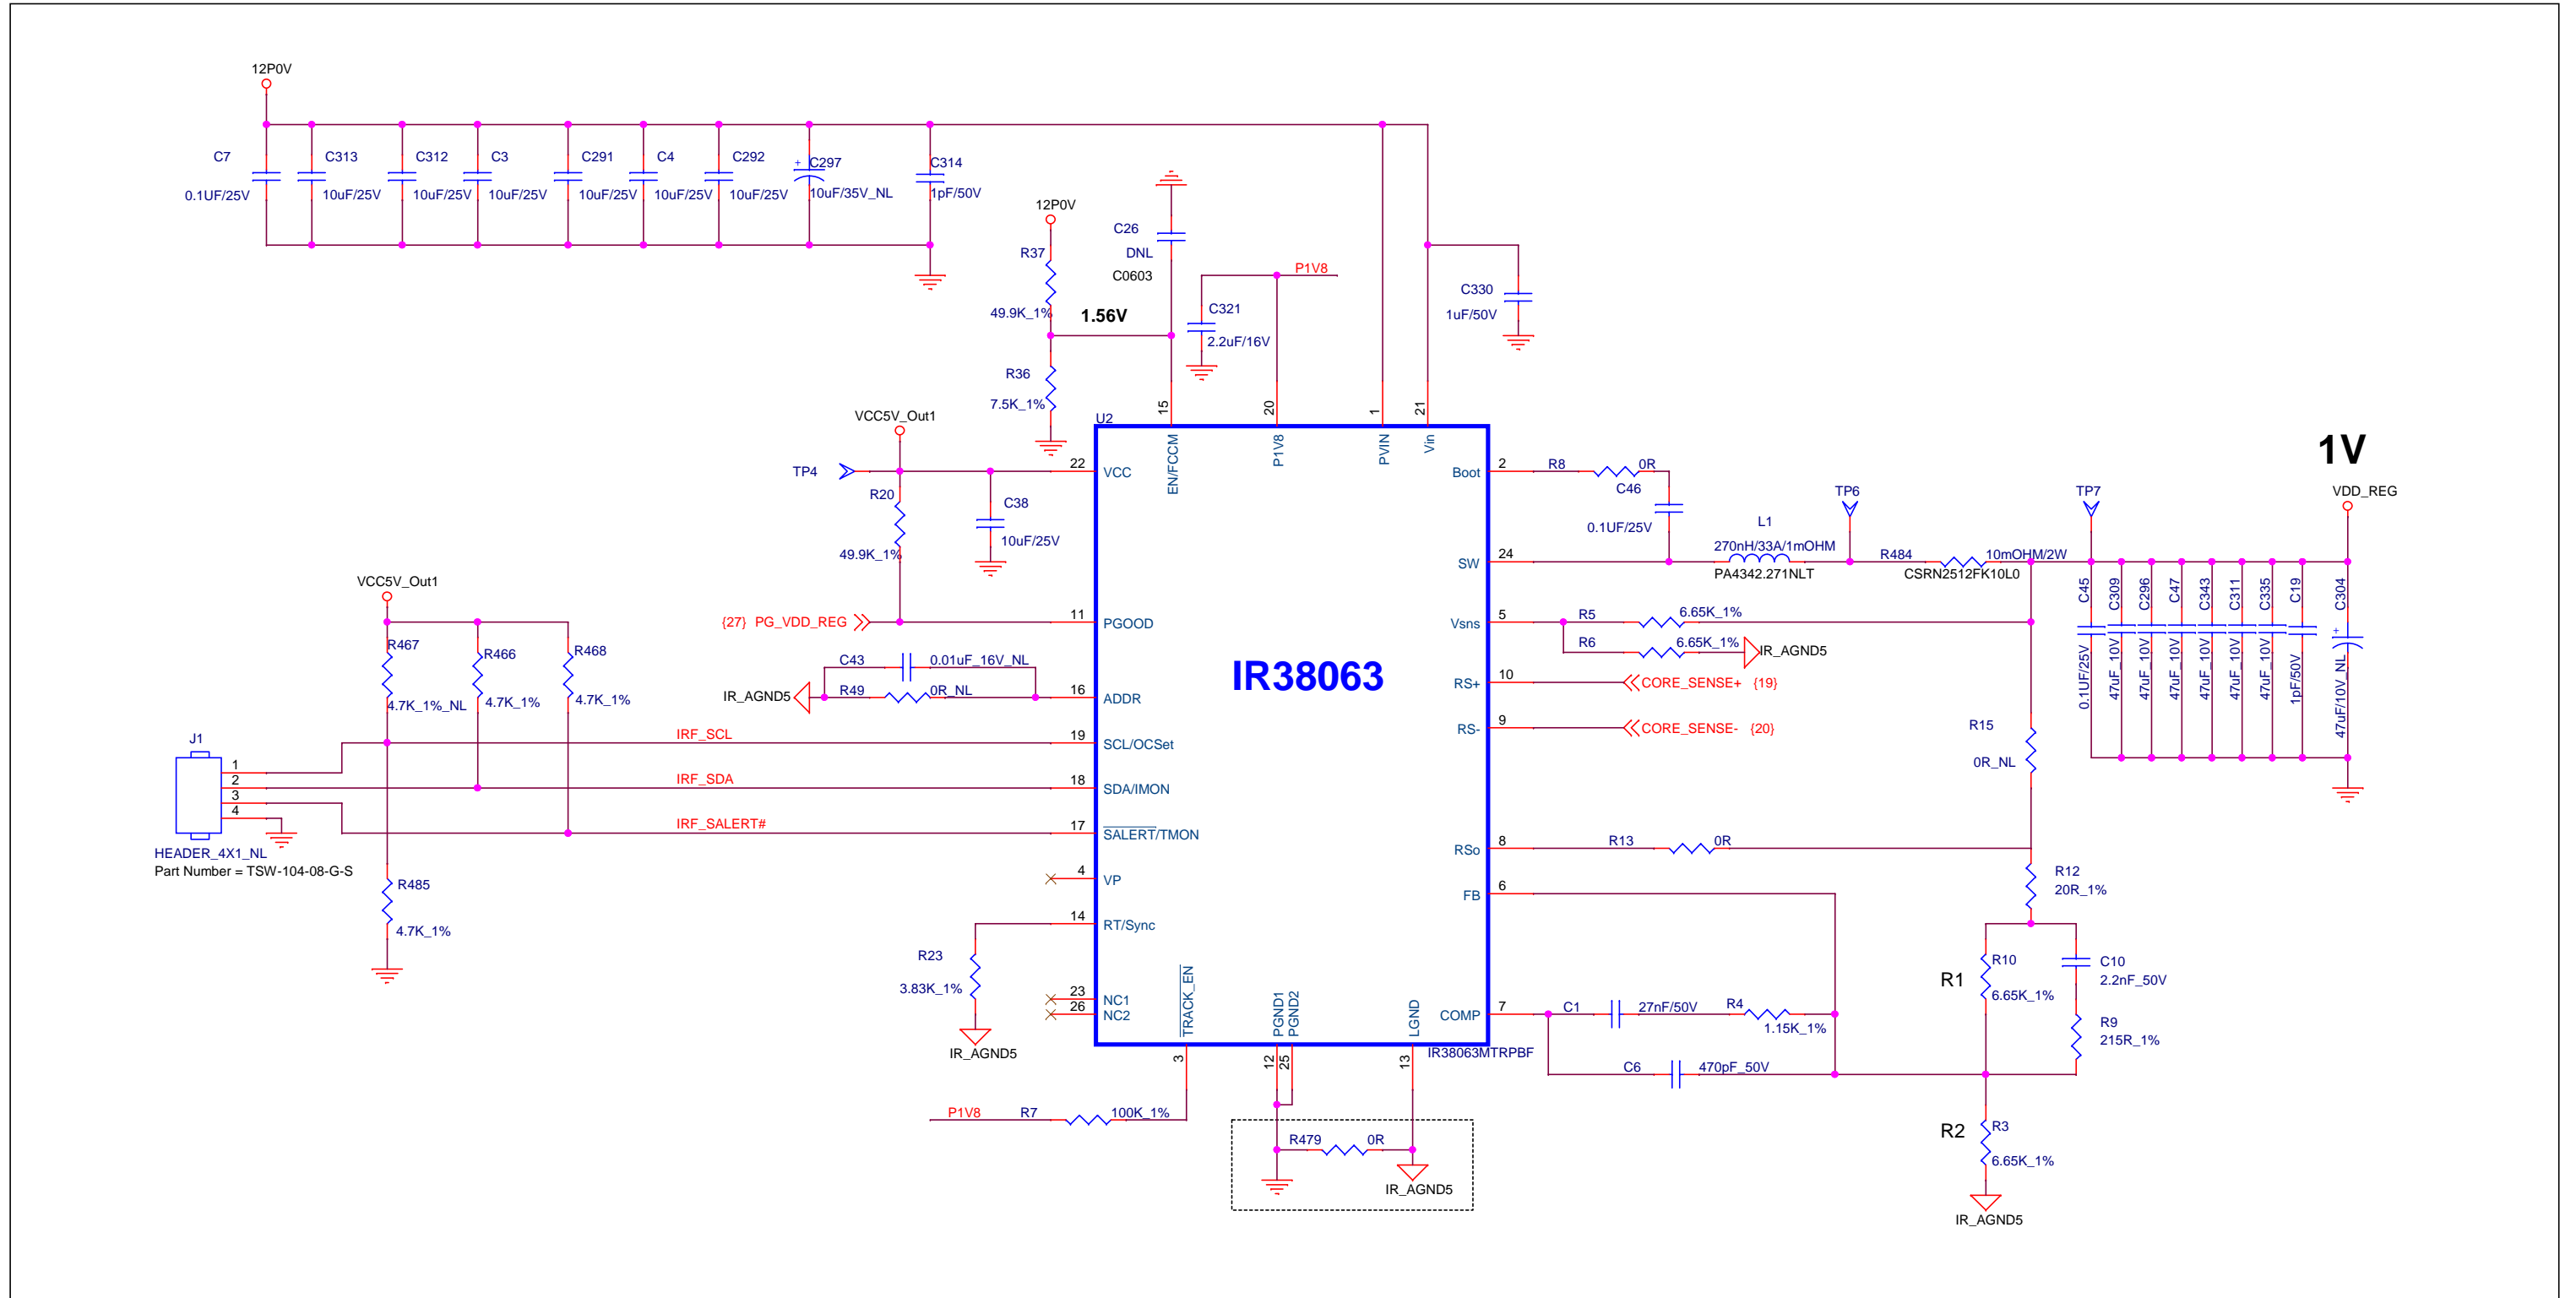 12P0V
C7
0.1UF/25V
C313
10uF/25V
C312
10uF/25V
C3
10uF/25V
C291
10uF/25V
C4
10uF/25V
C292
10uF/25V
+
C297
10uF/35V_NL
C314
1pF/50V
12P0V
R37
49.9K_1%
1.56V
R36
7.5K_1%
C26
DNL
C0603
P1V8
C321
2.2uF/16V
C330
1uF/50V
VCC5V_Out1
TP4
R20
49.9K_1%
C38
10uF/25V
{27} PG_VDD_REG
C43
0.01uF_16V_NL
IR_AGND5
R49
0R_NL
VCC5V_Out1
R467
4.7K_1%_NL
R466
4.7K_1%
R468
4.7K_1%
J1
1
2
3
4
HEADER_4X1_NL
Part Number = TSW-104-08-G-S
IRF_SCL
IRF_SDA
IRF_SALERT#
R485
4.7K_1%
R23
3.83K_1%
IR_AGND5
P1V8
R7
100K_1%
U2
IR38063
IR38063MTRPBF
15
EN/FCCM
20
P1V8
1
PVIN
21
Vin
22
VCC
11
PGOOD
16
ADDR
19
SCL/OCSet
18
SDA/IMON
17
SALERT/TMON
4
VP
14
RT/Sync
23
NC1
26
NC2
3
TRACK_EN
12
PGND1
25
PGND2
13
LGND
2
Boot
24
SW
5
Vsns
10
RS+
9
RS-
8
RSo
6
FB
7
COMP
R479
0R
IR_AGND5
R8
0R
C46
0.1UF/25V
L1
270nH/33A/1mOHM
PA4342.271NLT
TP6
R484
10mOHM/2W
CSRN2512FK10L0
TP7
1V
VDD_REG
R5
6.65K_1%
R6
6.65K_1%
IR_AGND5
CORE_SENSE+ {19}
CORE_SENSE- {20}
C45
0.1UF/25V
C309
47uF_10V
C296
47uF_10V
C47
47uF_10V
C343
47uF_10V
C311
47uF_10V
C335
47uF_10V
C19
1pF/50V
C304
+
47uF/10V_NL
R15
0R_NL
R13
0R
R12
20R_1%
R1
R10
6.65K_1%
C10
2.2nF_50V
R9
215R_1%
C1
27nF/50V
R4
1.15K_1%
C6
470pF_50V
R2
R3
6.65K_1%
IR_AGND5